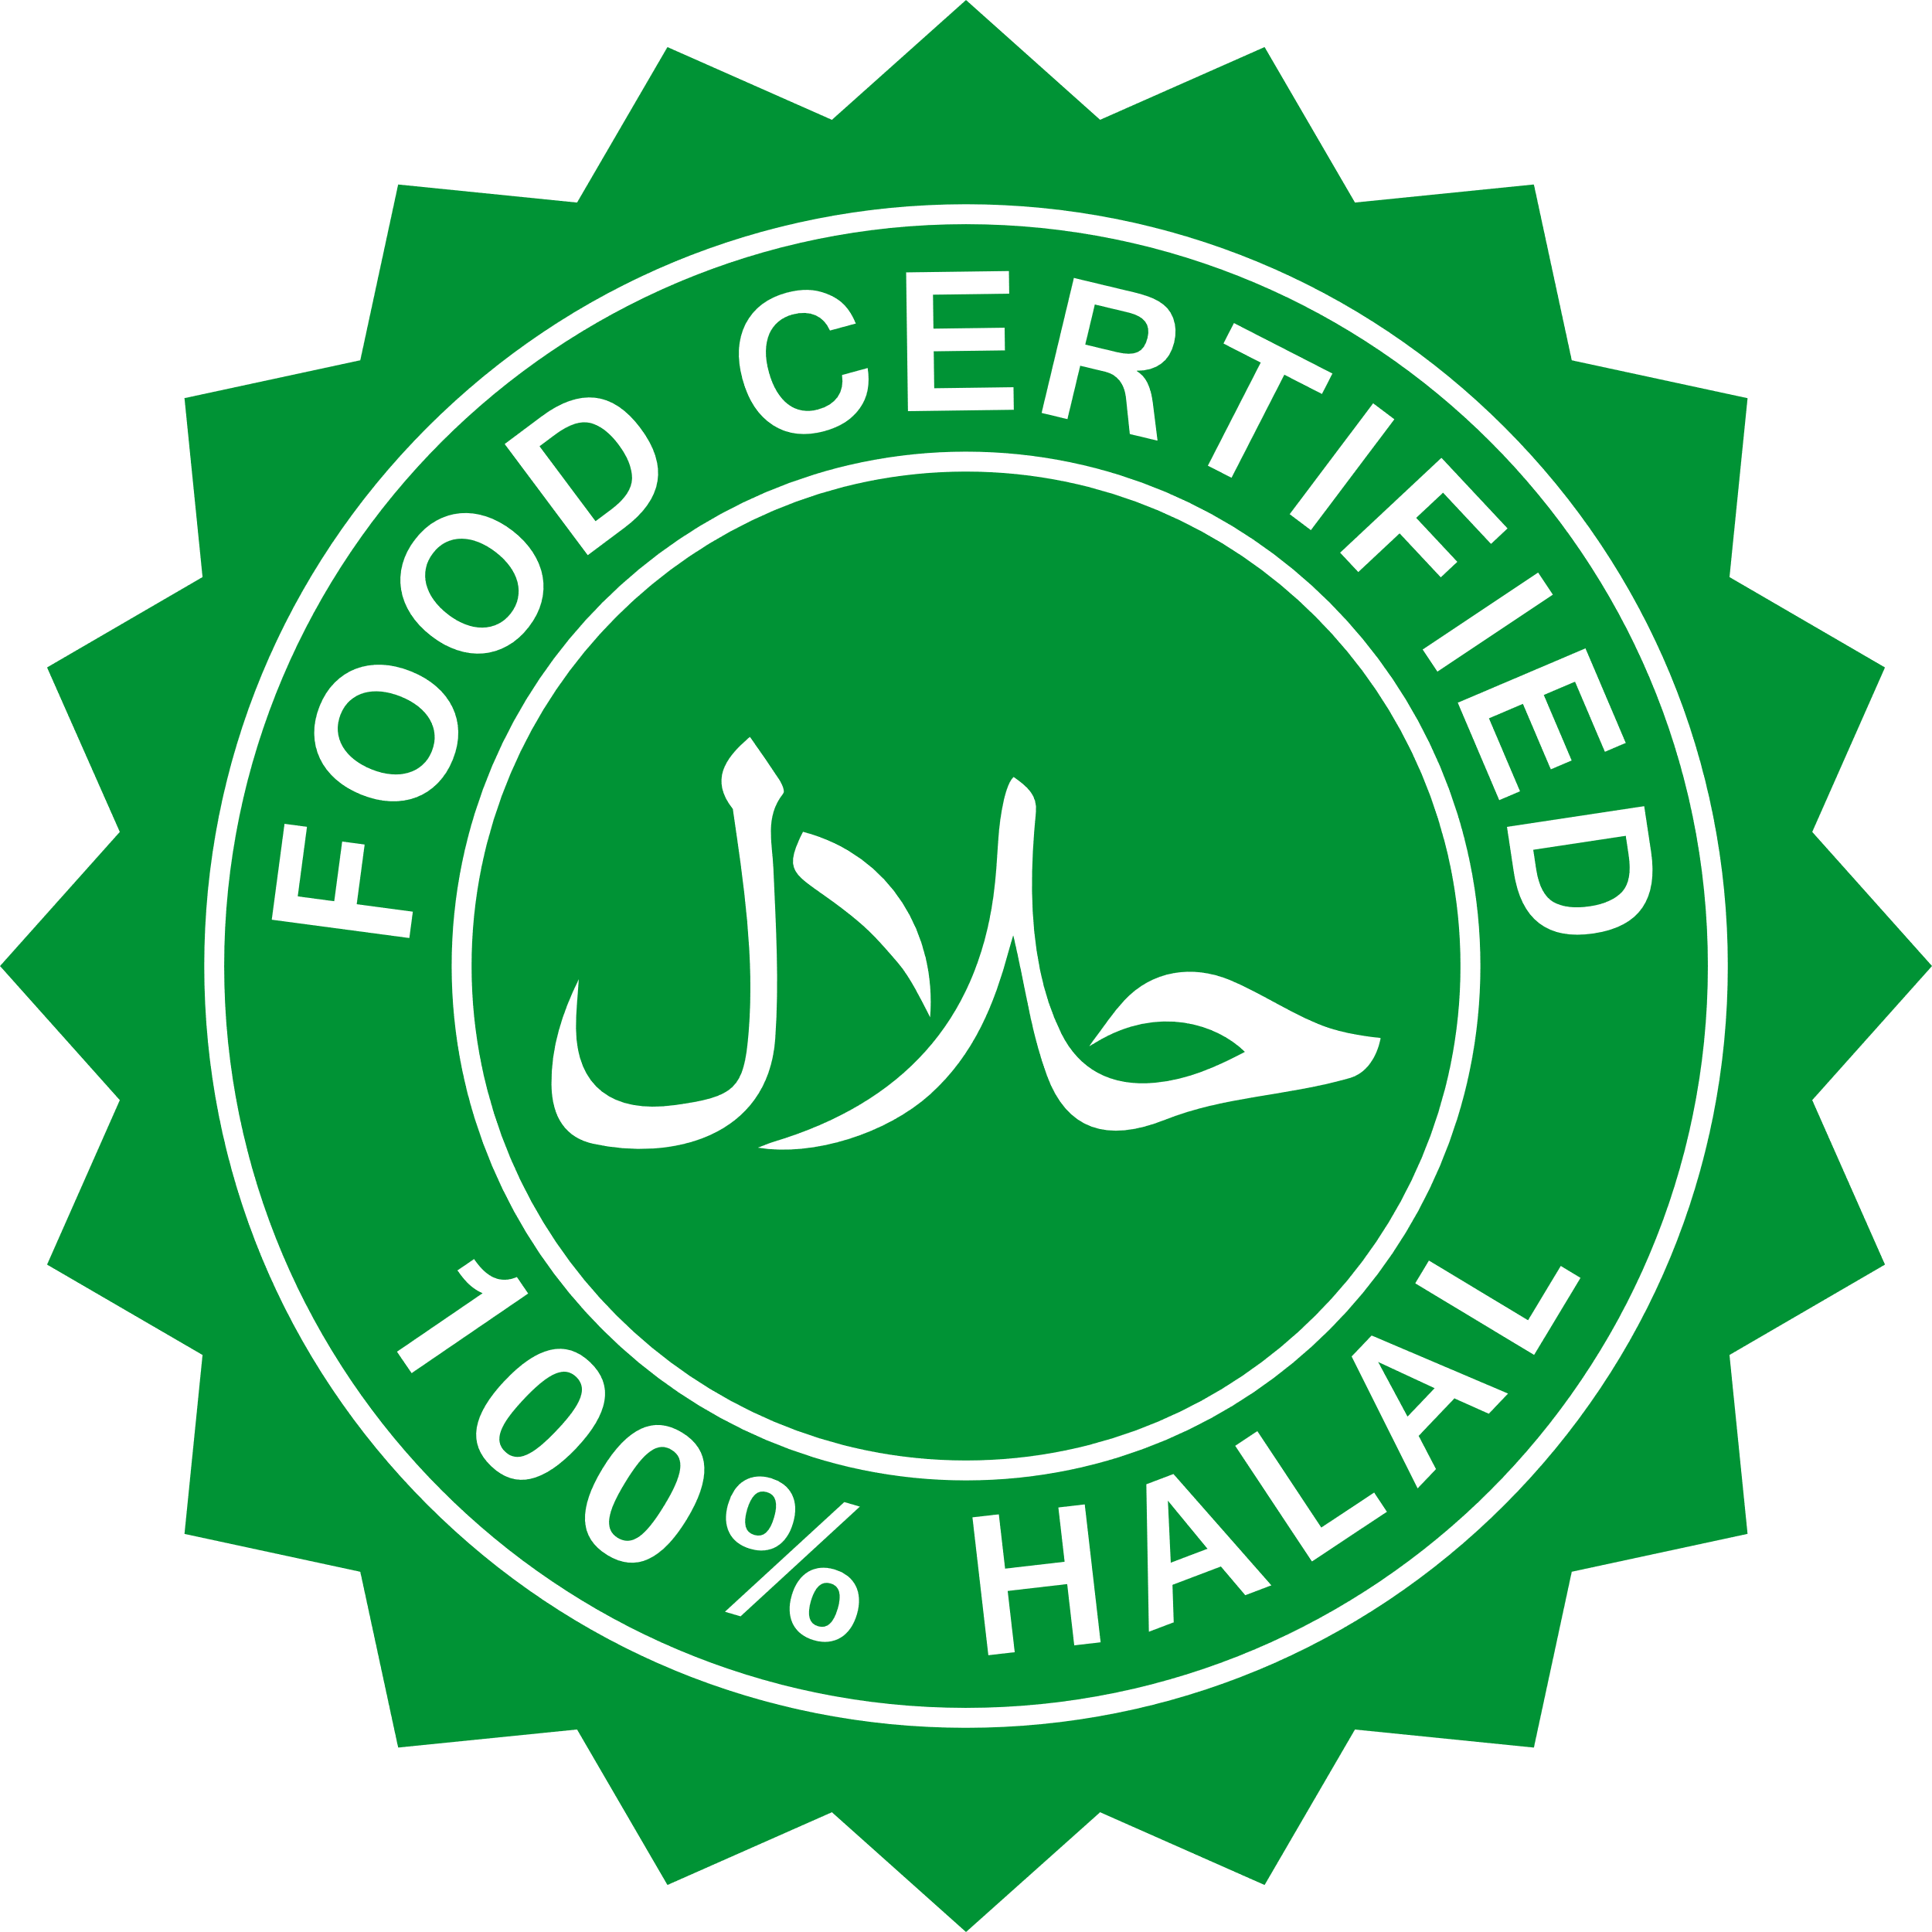 FOOD CERTIFIED
حلال
100% HALAL